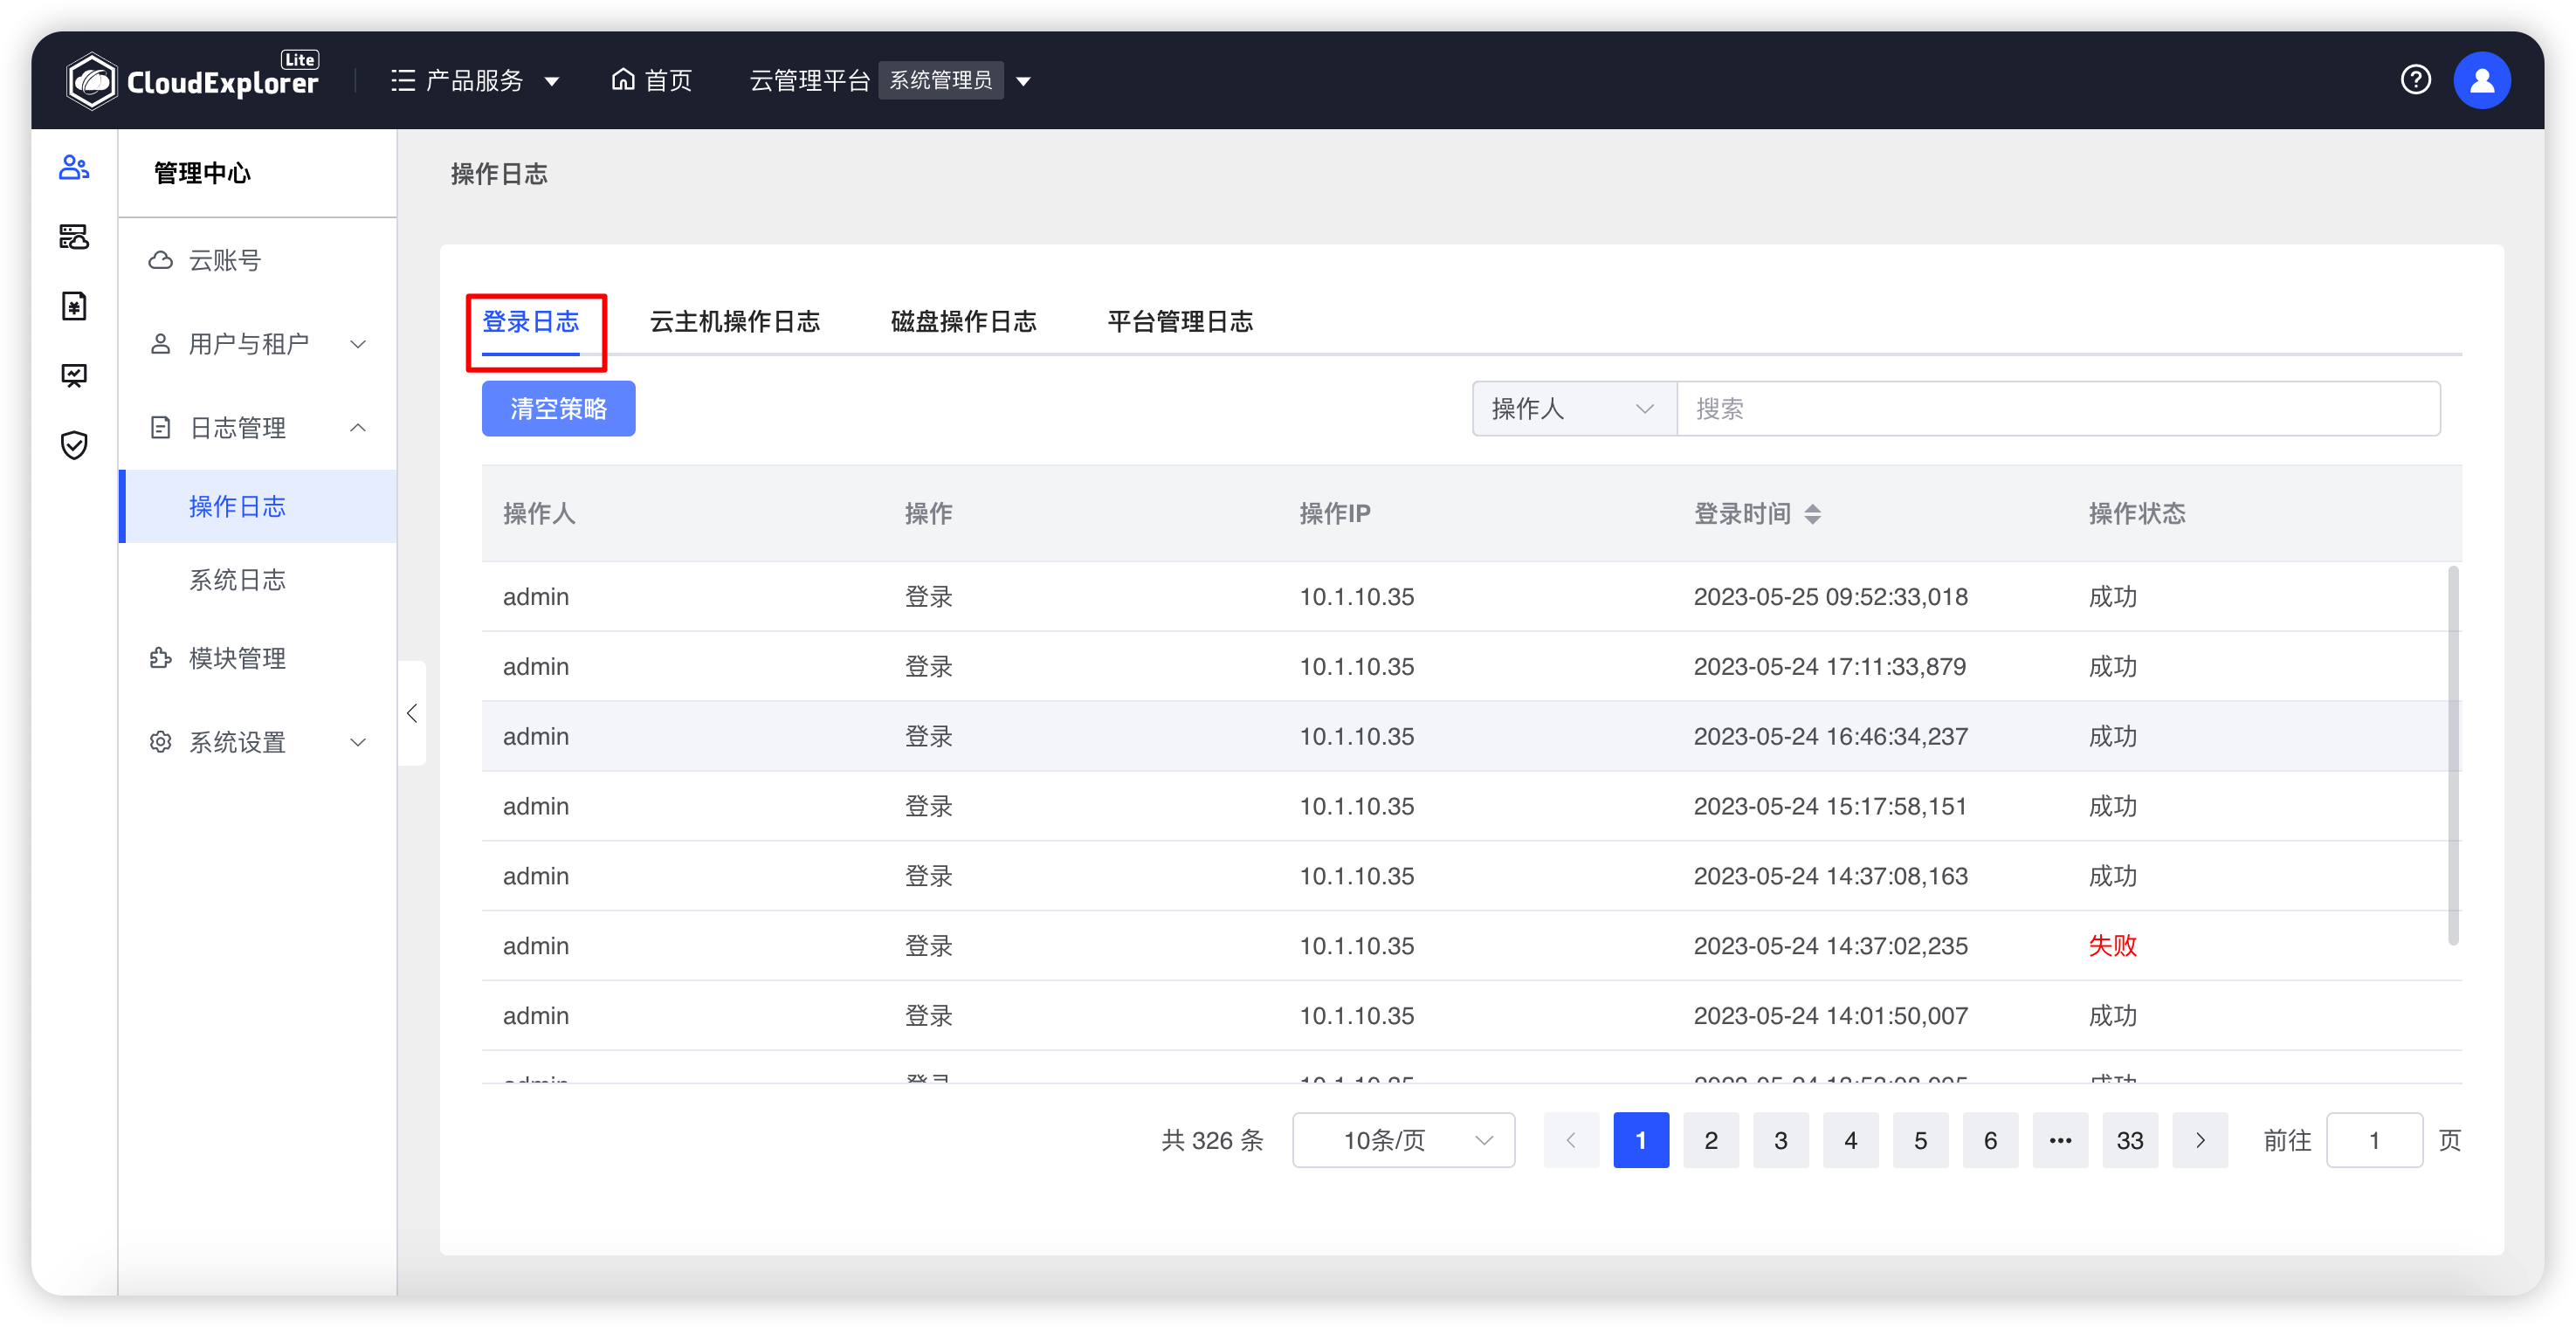 CloudExplorer Lite
产品服务
首页
云管理平台 系统管理员
管理中心
云账号
用户与租户
日志管理
操作日志
系统日志
模块管理
系统设置
操作日志
登录日志 云主机操作日志 磁盘操作日志 平台管理日志
清空策略
操作人 搜索
操作人 操作 操作IP 登录时间 操作状态
admin 登录 10.1.10.35 2023-05-25 09:52:33,018 成功
admin 登录 10.1.10.35 2023-05-24 17:11:33,879 成功
admin 登录 10.1.10.35 2023-05-24 16:46:34,237 成功
admin 登录 10.1.10.35 2023-05-24 15:17:58,151 成功
admin 登录 10.1.10.35 2023-05-24 14:37:08,163 成功
admin 登录 10.1.10.35 2023-05-24 14:37:02,235 失败
admin 登录 10.1.10.35 2023-05-24 14:01:50,007 成功
admin 登录 10.1.10.35 成功
共 326 条 10条/页 1 2 3 4 5 6 ••• 33 前往 1 页